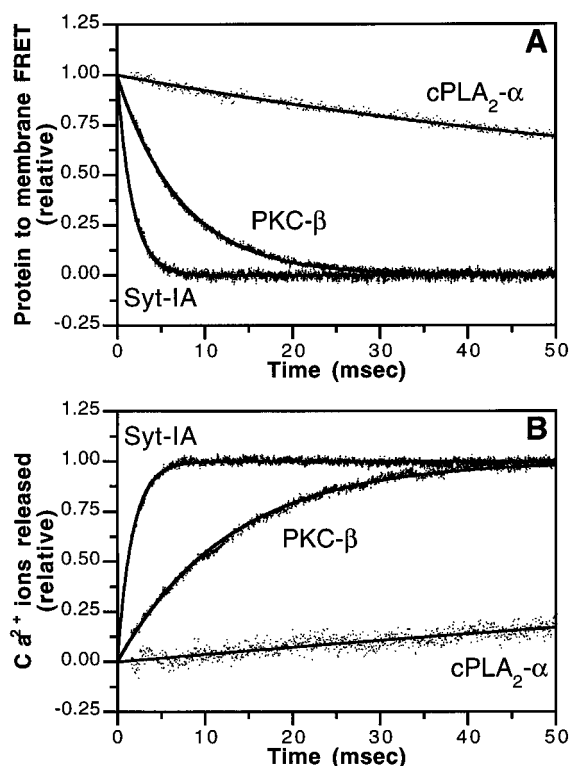 A
Protein to membrane FRET
(relative)
1.25
1.00
0.75
0.50
0.25
0.00
-0.25
cPLA₂-α
PKC-β
Syt-IA
0 10 20 30 40 50
Time (msec)
B
Ca²⁺ ions released
(relative)
1.25
1.00
0.75
0.50
0.25
0.00
-0.25
Syt-IA
PKC-β
cPLA₂-α
0 10 20 30 40 50
Time (msec)